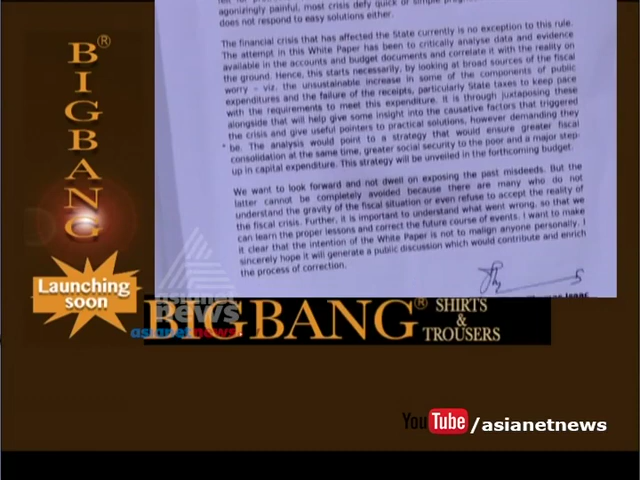 agonizingly painful, most crisis defy quick or simple
does not respond to easy solutions either.
The financial crisis that has affected the State currently is no exception to this rule.
The attempt in this White Paper has been to critically analyse data and evidence
available in the accounts and budget documents and correlate it with the reality on
the ground. Hence, this starts necessarily, by looking at broad sources of the fiscal
worry – viz. the unsustainable increase in some of the components of public
expenditures and the failure of the receipts, particularly State taxes to keep pace
with the requirements to meet this expenditure. It is through juxtaposing these
alongside that will help give some insight into the causative factors that triggered
the crisis and give useful pointers to practical solutions, however demanding they
be. The analysis would point to a strategy that would ensure greater fiscal
consolidation at the same time, greater social security to the poor and a major step-
up in capital expenditure. This strategy will be unveiled in the forthcoming budget.
We want to look forward and not dwell on exposing the past misdeeds. But the
latter cannot be completely avoided because there are many who do not
understand the gravity of the fiscal situation or even refuse to accept the reality of
the fiscal crisis. Further, it is important to understand what went wrong, so that we
can learn the proper lessons and correct the future course of events. I want to make
it clear that the intention of the White Paper is not to malign anyone personally. I
sincerely hope it will generate a public discussion which would contribute and enrich
the process of correction.
Isaac
BIGBANG®
Launching
soon
asianet
news
asianetnews.
BIGBANG® SHIRTS
&
TROUSERS
YouTube /asianetnews